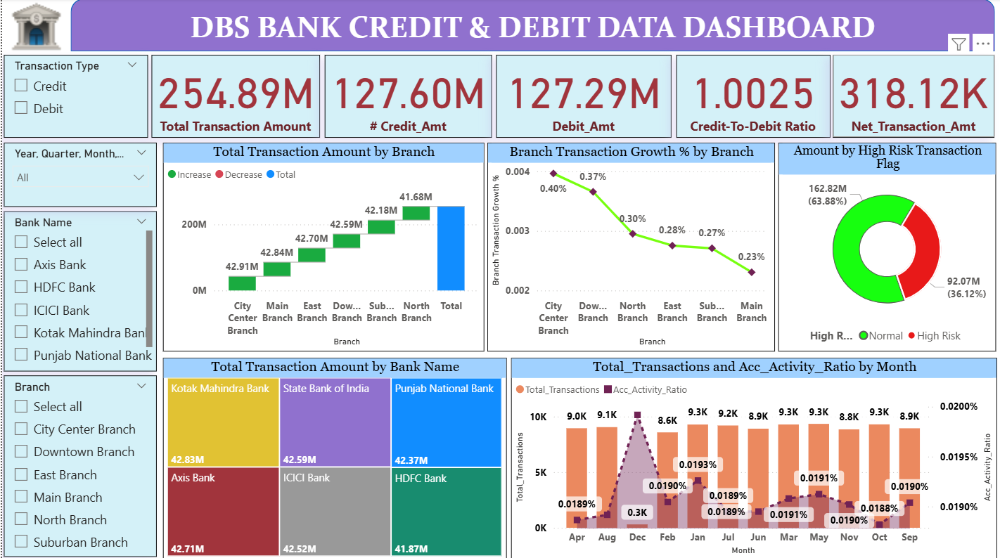 DBS BANK CREDIT & DEBIT DATA DASHBOARD
Transaction Type
Credit
Debit
254.89M
Total Transaction Amount
127.60M
# Credit_Amt
127.29M
Debit_Amt
1.0025
Credit-To-Debit Ratio
318.12K
Net_Transaction_Amt
Year, Quarter, Month,...
All
Bank Name
Select all
Axis Bank
HDFC Bank
ICICI Bank
Kotak Mahindra Bank
Punjab National Bank
Branch
Select all
City Center Branch
Downtown Branch
East Branch
Main Branch
North Branch
Suburban Branch
Total Transaction Amount by Branch
Increase Decrease Total
200M
0M
42.91M
42.84M
42.70M
42.59M
42.18M
41.68M
City Center Branch
Main Branch
East Branch
Dow... Branch
Sub... Branch
North Branch
Total
Branch
Branch Transaction Growth % by Branch
Branch Transaction Growth %
0.004
0.003
0.002
0.40%
0.37%
0.30%
0.28%
0.27%
0.23%
City Center Branch
Dow... Branch
North Branch
East Branch
Sub... Branch
Main Branch
Branch
Amount by High Risk Transaction
Flag
162.82M
(63.88%)
92.07M
(36.12%)
High R... Normal High Risk
Total Transaction Amount by Bank Name
Kotak Mahindra Bank
42.83M
State Bank of India
42.59M
Punjab National Bank
42.37M
Axis Bank
42.71M
ICICI Bank
42.52M
HDFC Bank
41.87M
Total_Transactions and Acc_Activity_Ratio by Month
Total_Transactions Acc_Activity_Ratio
Total_Transactions
10K
5K
0K
9.0K
9.1K
0.3K
8.6K
9.3K
9.2K
8.9K
9.3K
9.3K
8.8K
9.3K
8.9K
0.0189%
0.0190%
0.0193%
0.0189%
0.0189%
0.0191%
0.0191%
0.0190%
0.0188%
0.0190%
0.0200%
0.0195%
0.0190%
Acc_Activity_Ratio
Apr Aug Dec Feb Jan Jul Jun Mar May Nov Oct Sep
Month